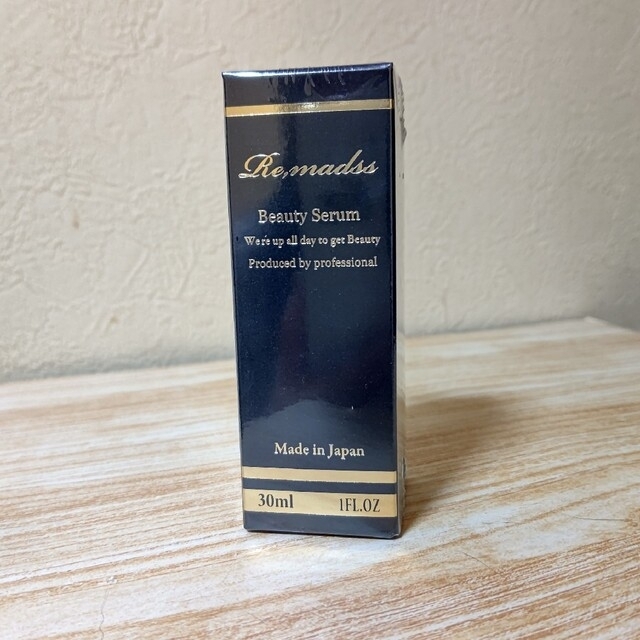 Re,madss
Beauty Serum
We're up all day to get Beauty
Produced by professional
Made in Japan
30ml 1FL.OZ